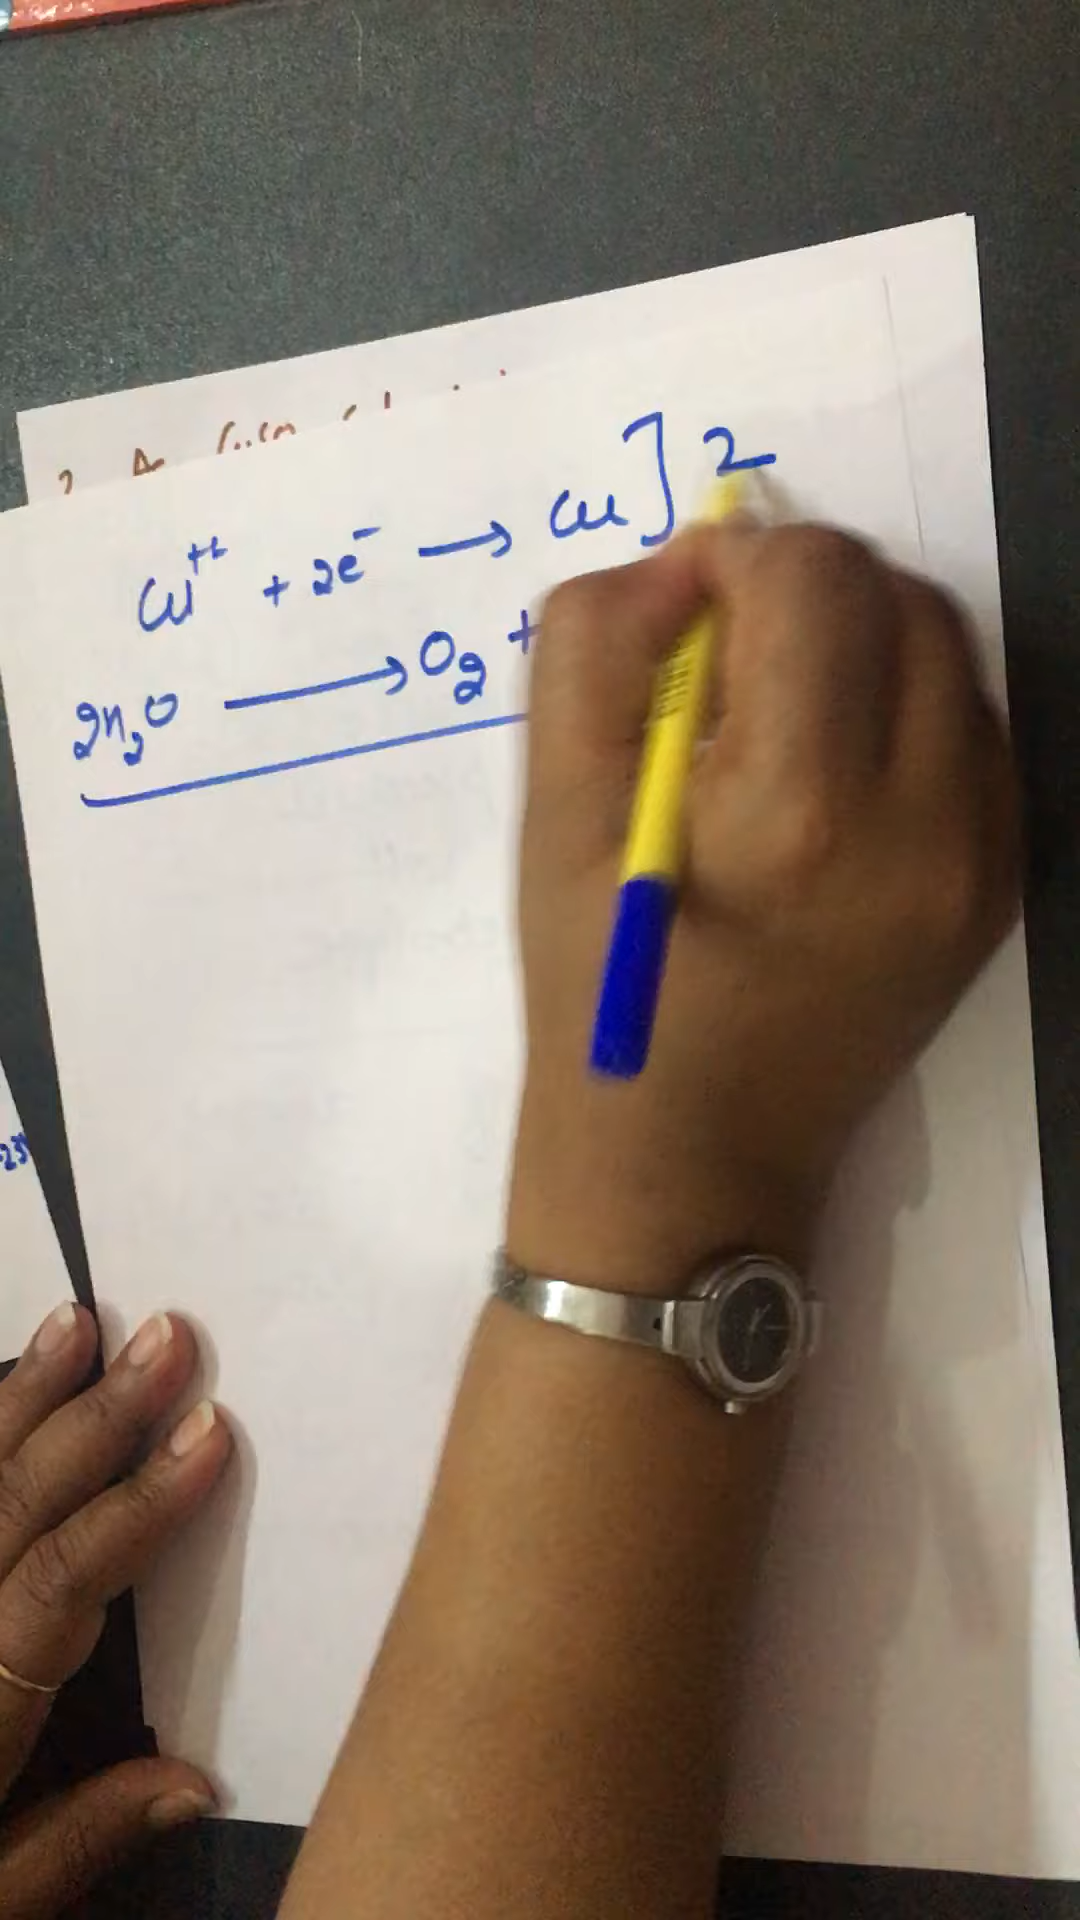 Cu⁺⁺ + 2e⁻ → Cu ] 2
2H₂O → O₂ +